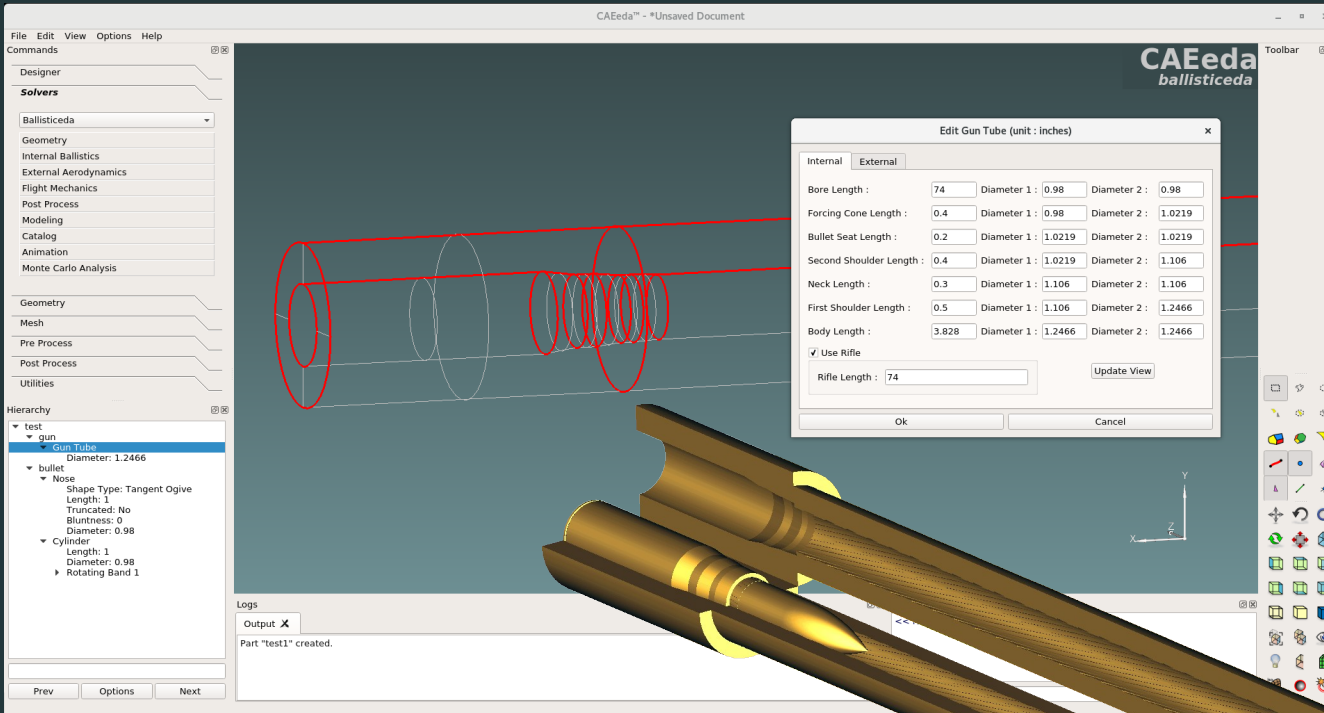 CAEeda™ - *Unsaved Document
File Edit View Options Help
Commands
Designer
Solvers
Ballisticeda
Geometry
Internal Ballistics
External Aerodynamics
Flight Mechanics
Post Process
Modeling
Catalog
Animation
Monte Carlo Analysis
Geometry
Mesh
Pre Process
Post Process
Utilities
Hierarchy
test
gun
Gun Tube
Diameter: 1.2466
bullet
Nose
Shape Type: Tangent Ogive
Length: 1
Truncated: No
Bluntness: 0
Diameter: 0.98
Cylinder
Length: 1
Diameter: 0.98
Rotating Band 1
Prev Options Next
CAEeda
ballisticeda
Edit Gun Tube (unit : inches)
Internal External
Bore Length : 74 Diameter 1 : 0.98 Diameter 2 : 0.98
Forcing Cone Length : 0.4 Diameter 1 : 0.98 Diameter 2 : 1.0219
Bullet Seat Length : 0.2 Diameter 1 : 1.0219 Diameter 2 : 1.0219
Second Shoulder Length : 0.4 Diameter 1 : 1.0219 Diameter 2 : 1.106
Neck Length : 0.3 Diameter 1 : 1.106 Diameter 2 : 1.106
First Shoulder Length : 0.5 Diameter 1 : 1.106 Diameter 2 : 1.2466
Body Length : 3.828 Diameter 1 : 1.2466 Diameter 2 : 1.2466
Use Rifle
Rifle Length : 74
Update View
Ok Cancel
Y
Z
X
Logs
Output
Part "test1" created.
<<
Toolbar